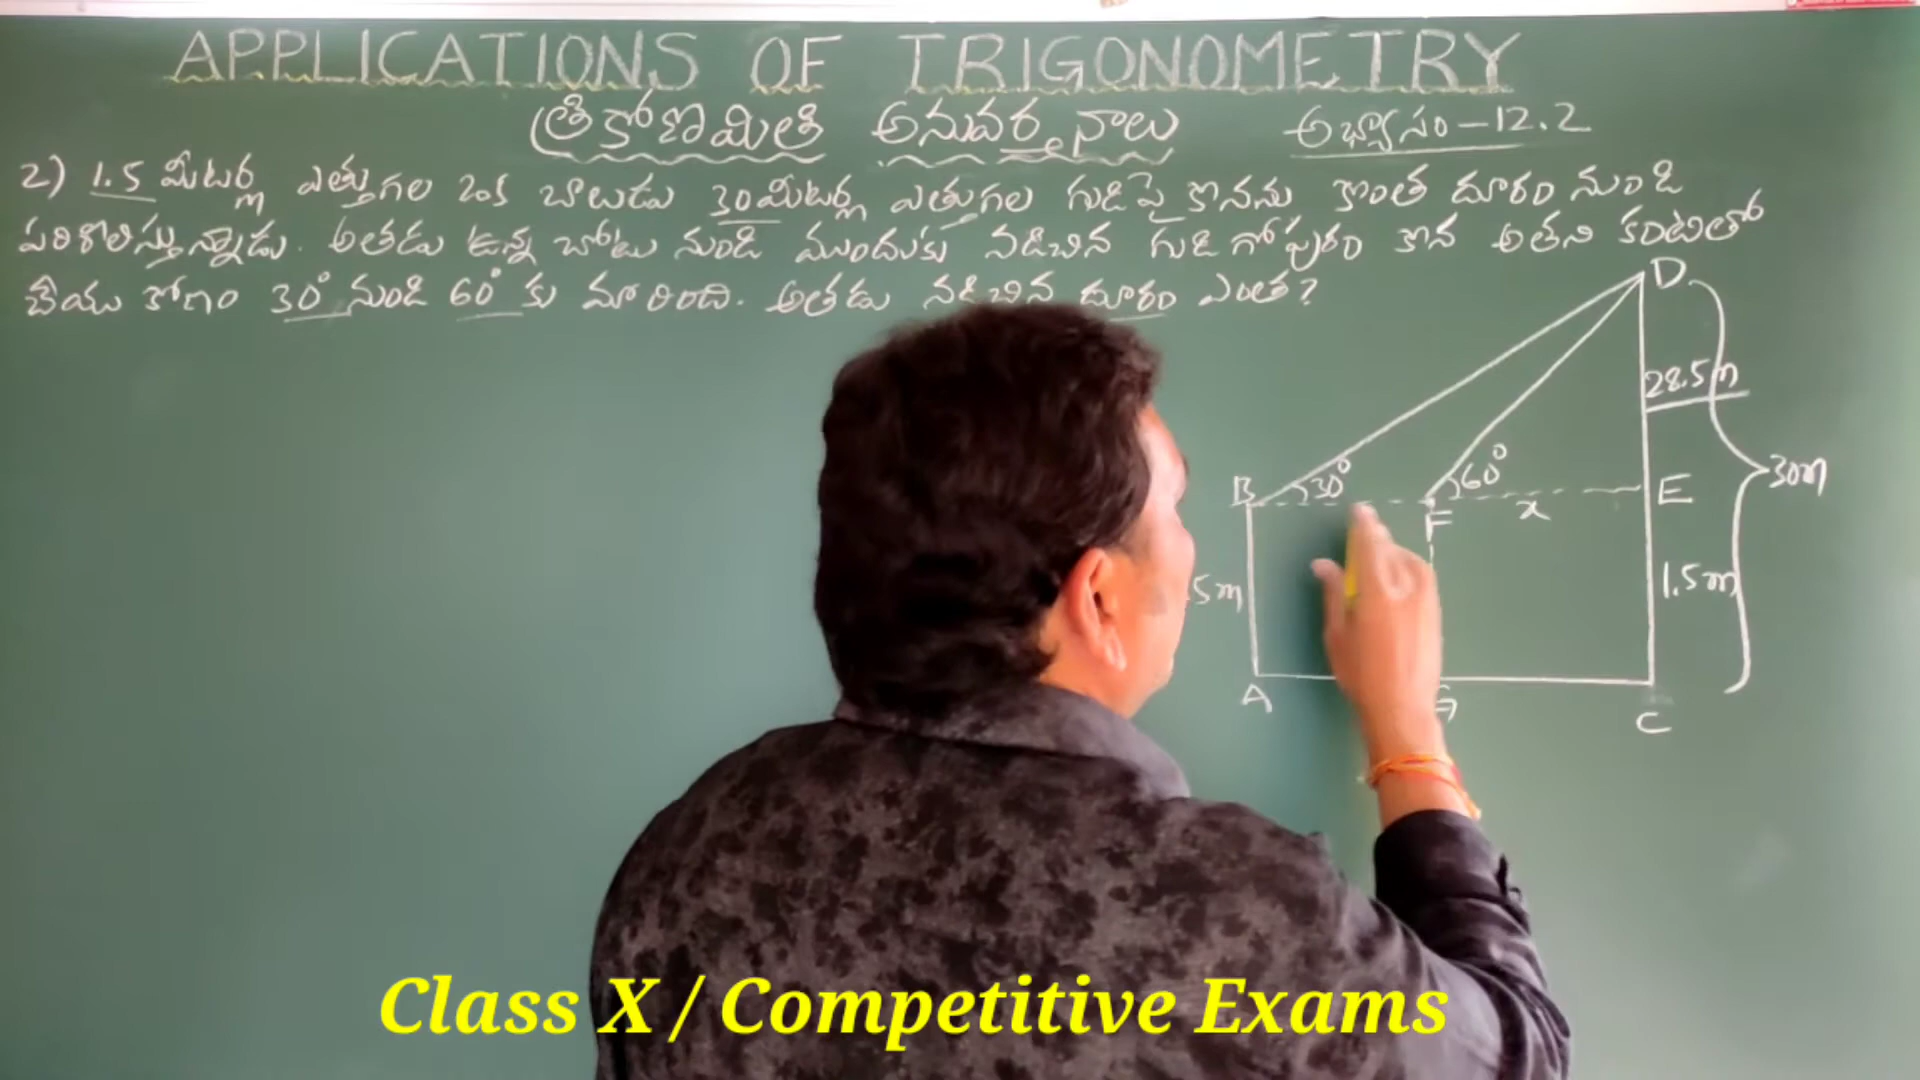 APPLICATIONS OF TRIGONOMETRY
త్రికోణమితి అనువర్తనాలు అభ్యాసం-12.2
2) 1.5 మీటర్ల ఎత్తుగల ఒక బాలుడు 30మీటర్ల ఎత్తుగల గుడిపై కొనను కొంత దూరం నుండి
పరిశీలిస్తున్నాడు. అతడు ఉన్న చోటు నుండి ముందుకు నడిచిన గుడి గోపురం కొన అతని కంటితో
చేయు కోణం 30° నుండి 60° కు మారింది. అతడు నడిచిన దూరం ఎంత?
D
28.5m
B 30° 60° E 30m
F x
5m 1.5m
A G C
Class X / Competitive Exams